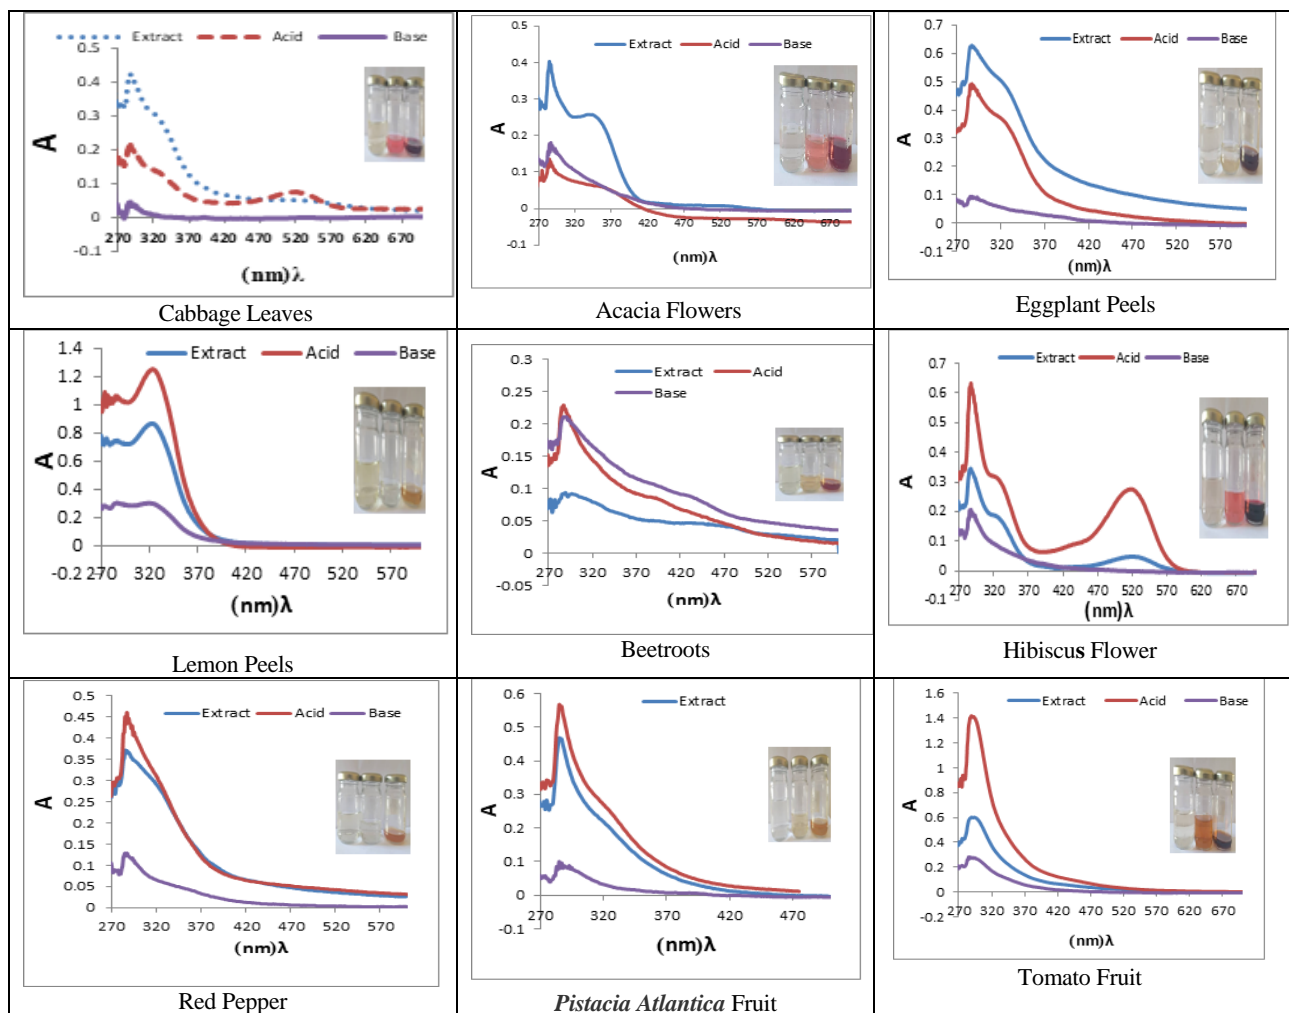 Extract Acid Base
0.5
0.4
0.3
0.2
0.1
0
-0.1
A
270 320 370 420 470 520 570 620 670
(nm)λ
Cabbage Leaves
0.5
0.4
0.3
0.2
0.1
0
-0.1
A
Extract Acid Base
270 320 370 420 470 520 570 620 670
(nm)λ
Acacia Flowers
0.7
0.6
0.5
0.4
0.3
0.2
0.1
0
-0.1
A
Extract Acid Base
270 320 370 420 470 520 570
(nm)λ
Eggplant Peels
1.4
1.2
1
0.8
0.6
0.4
0.2
0
-0.2
A
Extract Acid Base
270 320 370 420 470 520 570
(nm)λ
Lemon Peels
0.3
0.25
0.2
0.15
0.1
0.05
0
-0.05
A
Extract Acid
Base
270 320 370 420 470 520 570
(nm)λ
Beetroots
0.7
0.6
0.5
0.4
0.3
0.2
0.1
0
-0.1
A
Extract Acid Base
270 320 370 420 470 520 570 620 670
(nm)λ
Hibiscus Flower
0.5
0.45
0.4
0.35
0.3
0.25
0.2
0.15
0.1
0.05
0
A
Extract Acid Base
270 320 370 420 470 520 570
(nm)λ
Red Pepper
0.6
0.5
0.4
0.3
0.2
0.1
0
-0.1
A
Extract
270 320 370 420 470
(nm)λ
Pistacia Atlantica Fruit
1.6
1.4
1.2
1
0.8
0.6
0.4
0.2
0
-0.2
A
Extract Acid Base
270 320 370 420 470 520 570 620 670
(nm)λ
Tomato Fruit